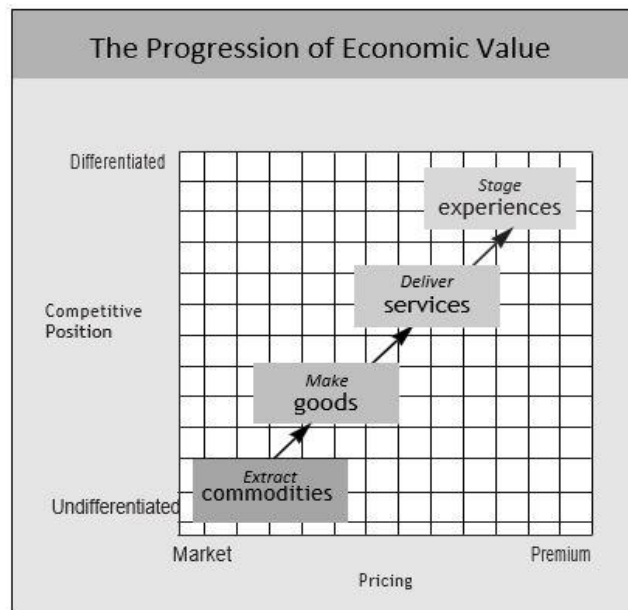 The Progression of Economic Value
Differentiated
Stage
experiences
Deliver
services
Competitive
Position
Make
goods
Extract
commodities
Undifferentiated
Market
Premium
Pricing